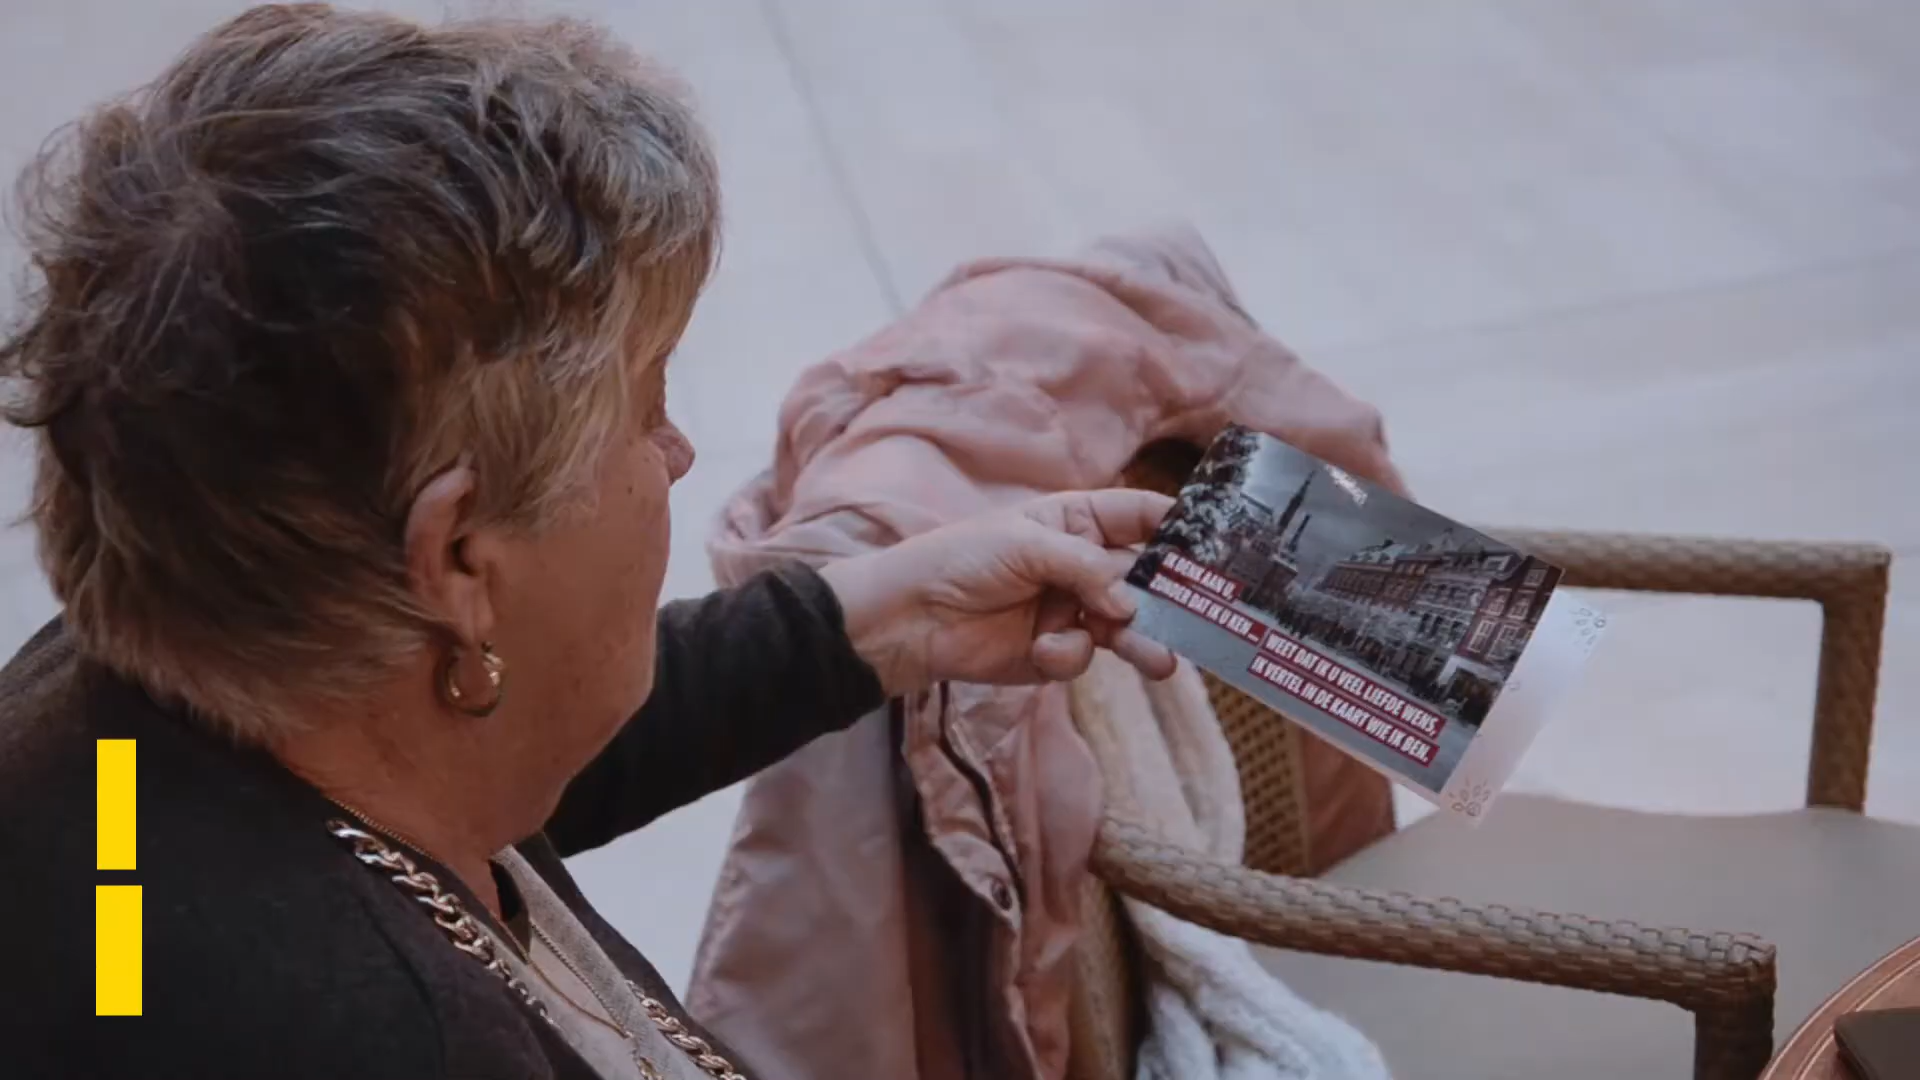 IK DENK AAN U,
ZONDER DAT IK U KEN...
WEET DAT IK U VEEL LIEFDE WENS,
IK VERTEL IN DE KAART WIE IK BEN.